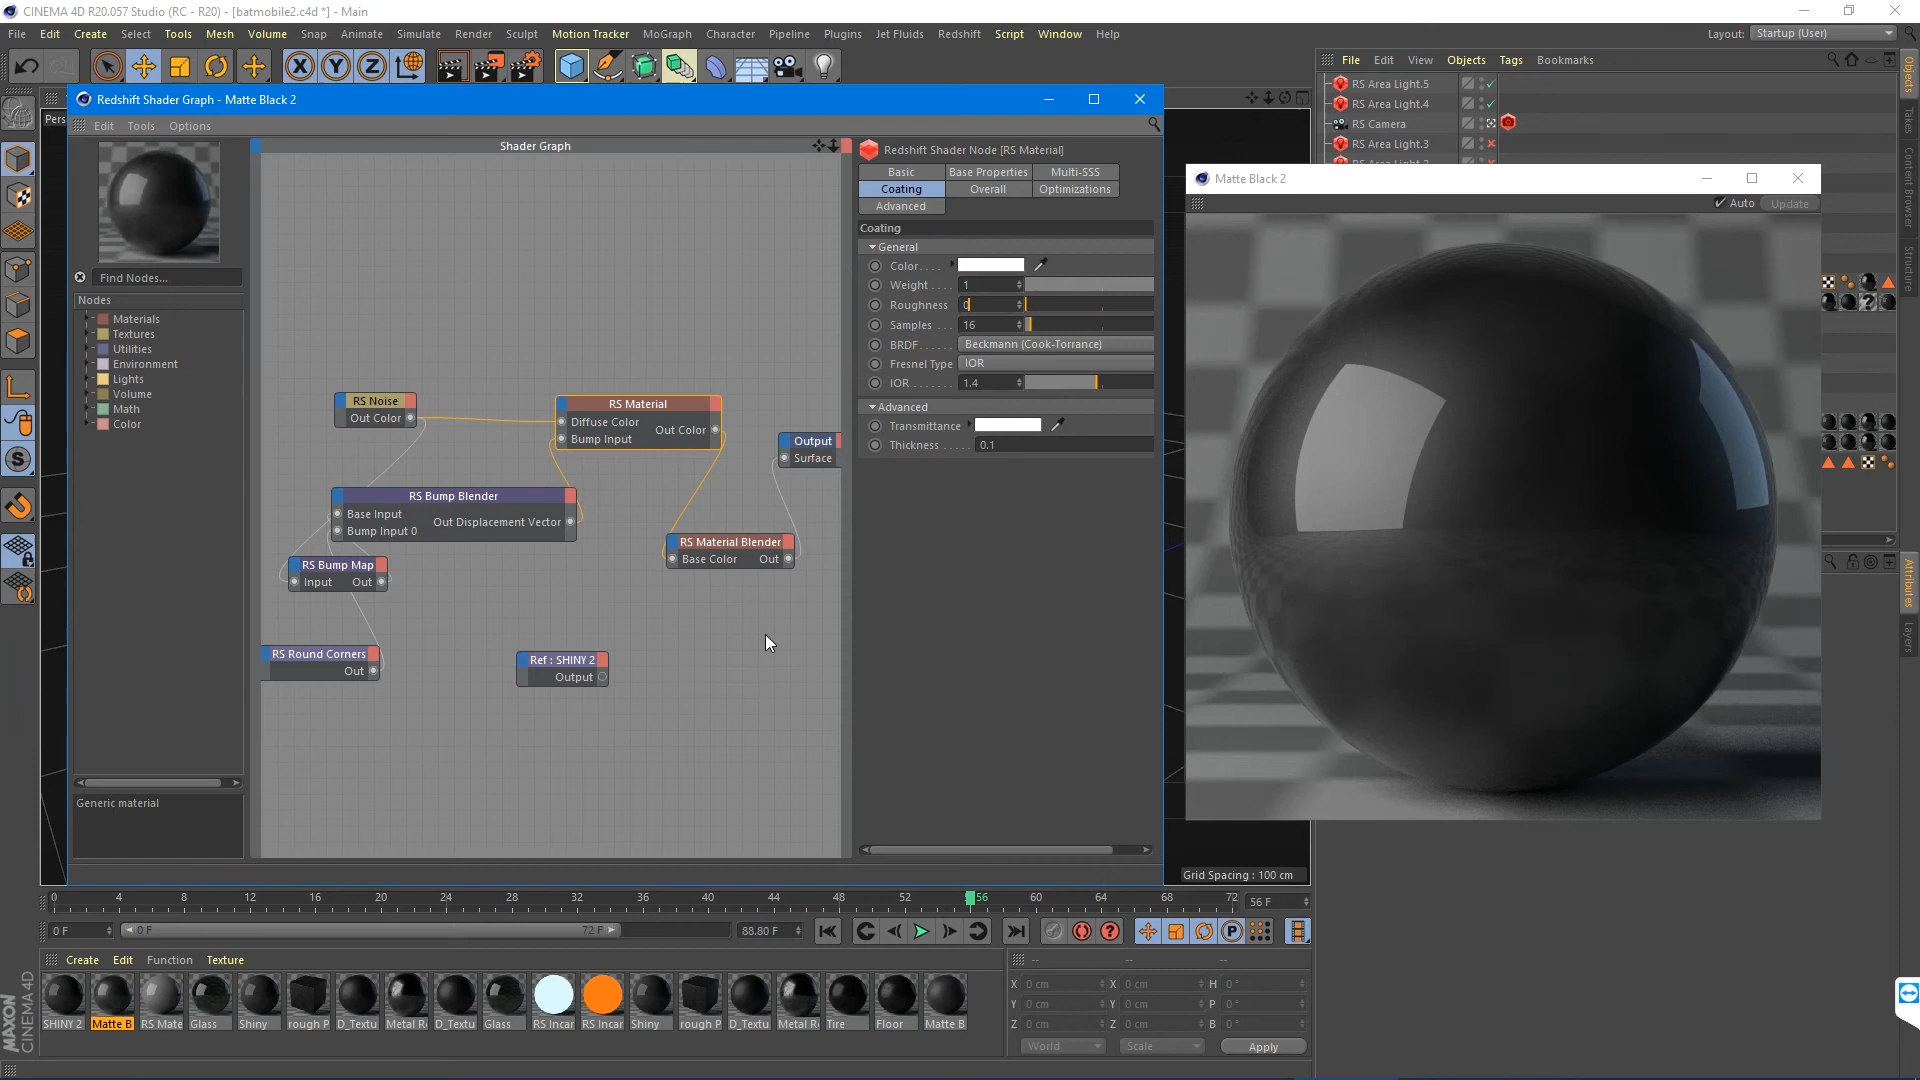 CINEMA 4D R20.057 Studio (RC - R20) - [batmobile2.c4d *] - Main
File Edit Create Select Tools Mesh Volume Snap Animate Simulate Render Sculpt Motion Tracker MoGraph Character Pipeline Plugins Jet Fluids Redshift Script Window Help
Layout: Startup (User)
File Edit View Objects Tags Bookmarks
RS Area Light.5
RS Area Light.4
RS Camera
RS Area Light.3
Objects
Takes
Content Browser
Structure
Attributes
Layers
Pers
Redshift Shader Graph - Matte Black 2
Edit Tools Options
Find Nodes...
Nodes
Materials
Textures
Utilities
Environment
Lights
Volume
Math
Color
Generic material
Shader Graph
RS Noise
Out Color
RS Material
Diffuse Color
Out Color
Bump Input
Output
Surface
RS Bump Blender
Base Input
Out Displacement Vector
Bump Input 0
RS Material Blender
Base Color Out
RS Bump Map
Input Out
RS Round Corners
Out
Ref : SHINY 2
Output
Redshift Shader Node [RS Material]
Basic Base Properties Multi-SSS
Coating Overall Optimizations
Advanced
Coating
General
Color....
Weight .... 1
Roughness 0
Samples ... 16
BRDF...... Beckmann (Cook-Torrance)
Fresnel Type IOR
IOR ....... 1.4
Advanced
Transmittance
Thickness ..... 0.1
Matte Black 2
Auto Update
Grid Spacing : 100 cm
0 4 8 12 16 20 24 28 32 36 40 44 48 52 56 60 64 68 72
56 F
0 F
0 F
72 F
88.80 F
Create Edit Function Texture
SHINY 2 Matte B RS Mate Glass Shiny rough P D_Textu Metal R D_Textu Glass RS Incar RS Incar Shiny rough P D_Textu Metal R Tire Floor Matte B
-- -- --
X 0 cm X 0 cm H 0 °
Y 0 cm Y 0 cm P 0 °
Z 0 cm Z 0 cm B 0 °
World Scale Apply
MAXON
CINEMA 4D